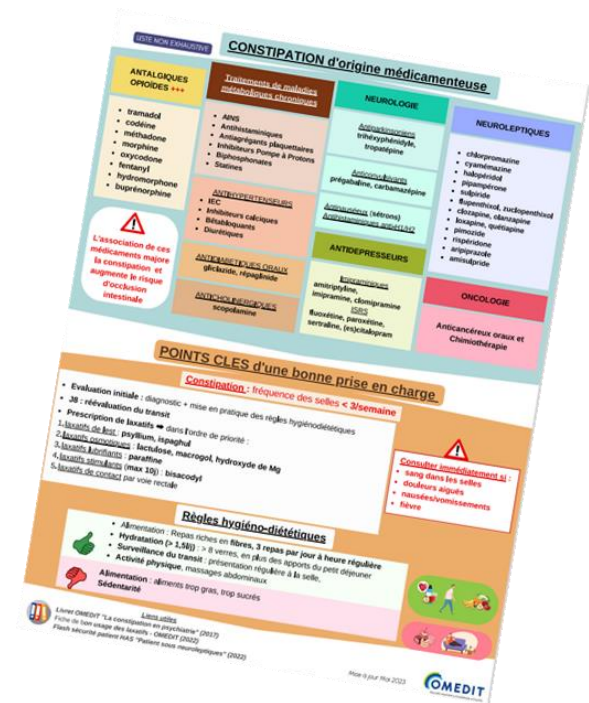 LISTE NON EXHAUSTIVE
CONSTIPATION d'origine médicamenteuse
ANTALGIQUES
OPIOÏDES +++
• tramadol
• codéine
• méthadone
• morphine
• oxycodone
• fentanyl
• hydromorphone
• buprénorphine
L'association de ces
médicaments majore
la constipation et
augmente le risque
d'occlusion
intestinale
Traitements de maladies
métaboliques chroniques
• AINS
• Antihistaminiques
• Antiagrégants plaquettaires
• Inhibiteurs Pompe à Protons
• Biphosphonates
• Statines
ANTIHYPERTENSEURS
• IEC
• Inhibiteurs calciques
• Bétabloquants
• Diurétiques
ANTIDIABETIQUES ORAUX
gliclazide, répaglinide
ANTICHOLINERGIQUES
scopolamine
NEUROLOGIE
Antiparkinsoniens
trihéxyphénidyle,
tropatépine
Anticonvulsivants
prégabaline, carbamazépine
Antinauséeux (sétrons)
Antihistaminiques antiH1/H2
ANTIDEPRESSEURS
Imipraminiques
amitriptyline,
imipramine, clomipramine
ISRS
fluoxétine, paroxétine,
sertraline, (es)citalopram
NEUROLEPTIQUES
• chlorpromazine
• cyamémazine
• halopéridol
• pipampérone
• sulpiride
• flupenthixol, zuclopenthixol
• clozapine, olanzapine
• loxapine, quétiapine
• pimozide
• rispéridone
• aripiprazole
• amisulpride
ONCOLOGIE
Anticancéreux oraux et
Chimiothérapie
POINTS CLES d'une bonne prise en charge
Constipation : fréquence des selles < 3/semaine
• Evaluation initiale : diagnostic + mise en pratique des règles hygiénodiététiques
• J8 : réévaluation du transit
• Prescription de laxatifs ➡ dans l'ordre de priorité :
1. laxatifs de lest : psyllium, ispaghul
2. laxatifs osmotiques : lactulose, macrogol, hydroxyde de Mg
3. laxatifs lubrifiants : paraffine
4. laxatifs stimulants (max 10j) : bisacodyl
5. laxatifs de contact par voie rectale
Consulter immédiatement si :
• sang dans les selles
• douleurs aiguës
• nausées/vomissements
• fièvre
Règles hygiéno-diététiques
• Alimentation : Repas riches en fibres, 3 repas par jour à heure régulière
• Hydratation (> 1,5l/j) : > 8 verres, en plus des apports du petit déjeuner
• Surveillance du transit : présentation régulière à la selle,
• Activité physique, massages abdominaux
Alimentation : aliments trop gras, trop sucrés
Sédentarité
Liens utiles
Livret OMEDIT "La constipation en psychiatrie" (2017)
Fiche de bon usage des laxatifs - OMEDIT (2022)
Flash sécurité patient HAS "Patient sous neuroleptiques" (2022)
Mise à jour Mai 2023
OMEDIT